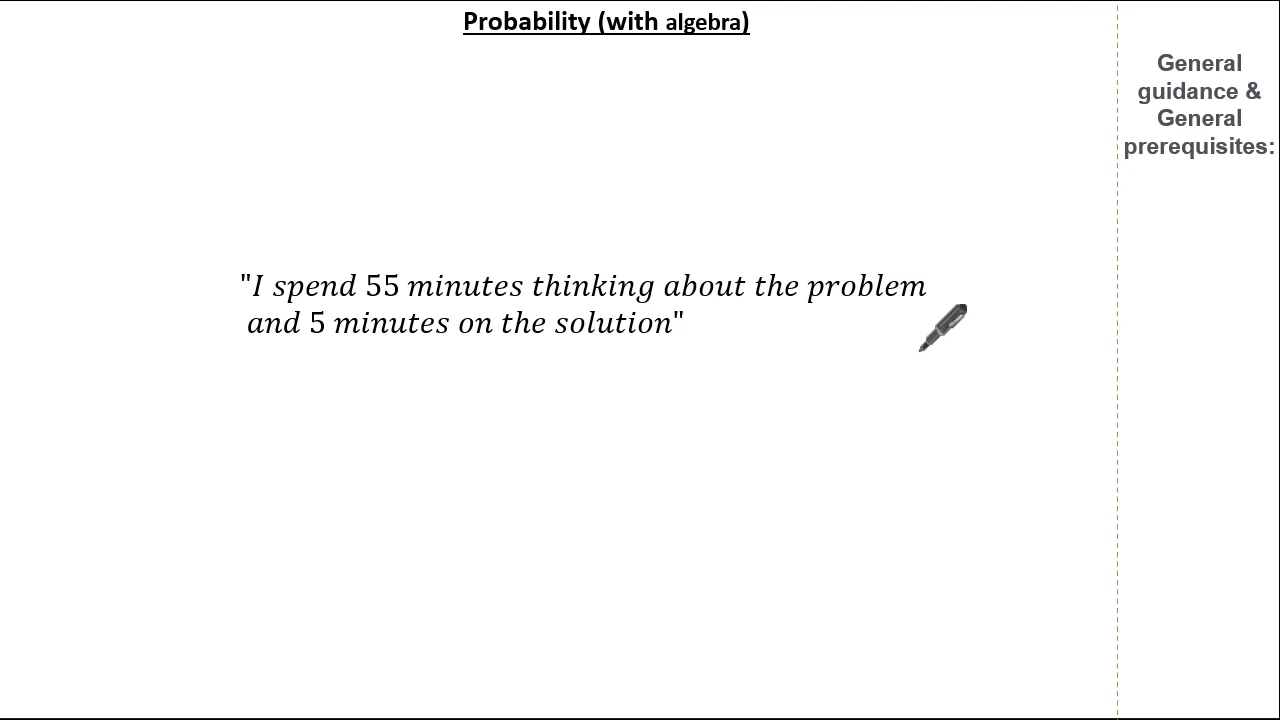 Probability (with algebra)
"I spend 55 minutes thinking about the problem
and 5 minutes on the solution"
General
guidance &
General
prerequisites: